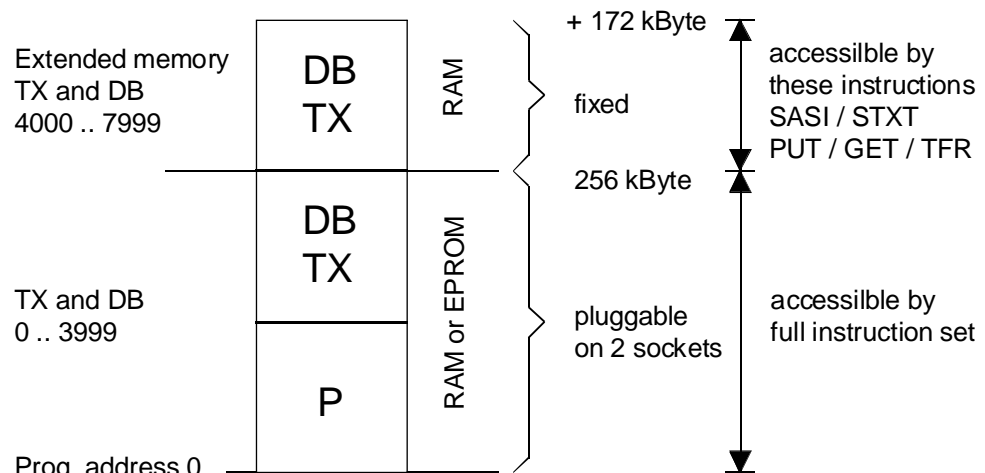 Extended memory
TX and DB
4000 .. 7999
DB
TX
RAM
+ 172 kByte
fixed
accessilble by
these instructions
SASI / STXT
PUT / GET / TFR
256 kByte
DB
TX
TX and DB
0 .. 3999
P
RAM or EPROM
pluggable
on 2 sockets
accessilble by
full instruction set
Prog. address 0